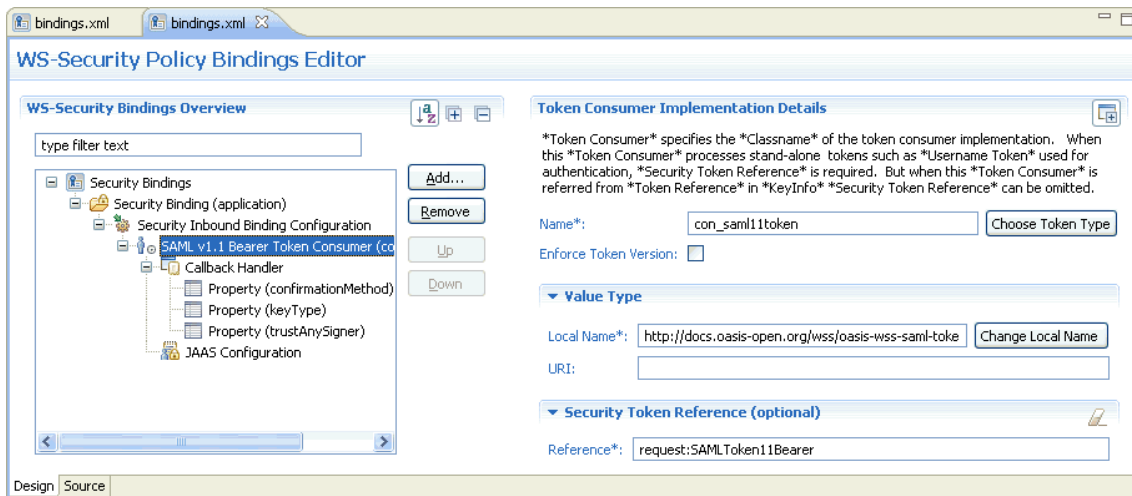 bindings.xml
bindings.xml
WS-Security Policy Bindings Editor
WS-Security Bindings Overview
type filter text
Security Bindings
Security Binding (application)
Security Inbound Binding Configuration
SAML v1.1 Bearer Token Consumer (co
Callback Handler
Property (confirmationMethod)
Property (keyType)
Property (trustAnySigner)
JAAS Configuration
Add...
Remove
Up
Down
Token Consumer Implementation Details
*Token Consumer* specifies the *Classname* of the token consumer implementation. When
this *Token Consumer* processes stand-alone tokens such as *Username Token* used for
authentication, *Security Token Reference* is required. But when this *Token Consumer* is
referred from *Token Reference* in *KeyInfo* *Security Token Reference* can be omitted.
Name*: con_saml11token Choose Token Type
Enforce Token Version:
Value Type
Local Name*: http://docs.oasis-open.org/wss/oasis-wss-saml-toke Change Local Name
URI:
Security Token Reference (optional)
Reference*: request:SAMLToken11Bearer
Design Source